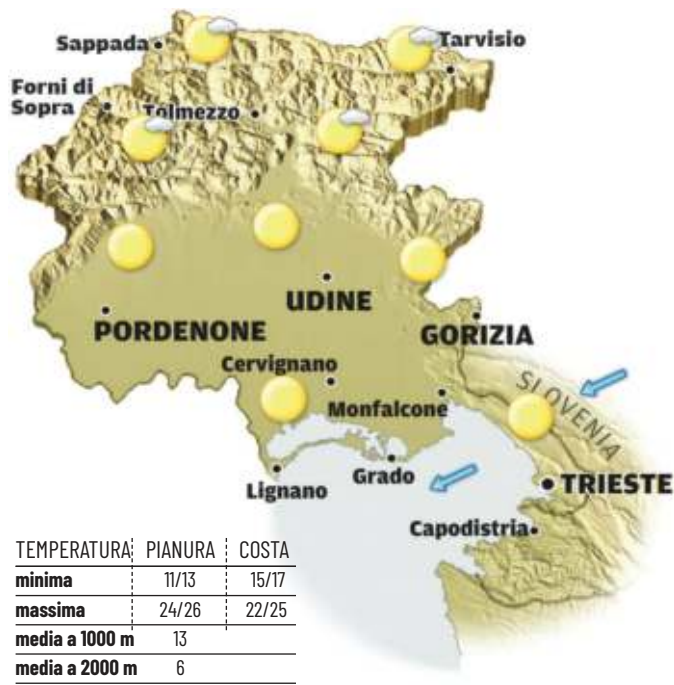 Sappada
Tarvisio
Forni di
Sopra
Tolmezzo
UDINE
PORDENONE
GORIZIA
Cervignano
SLOVENIA
Monfalcone
Grado
Lignano
TRIESTE
Capodistria
TEMPERATURA PIANURA COSTA
minima 11/13 15/17
massima 24/26 22/25
media a 1000 m 13
media a 2000 m 6